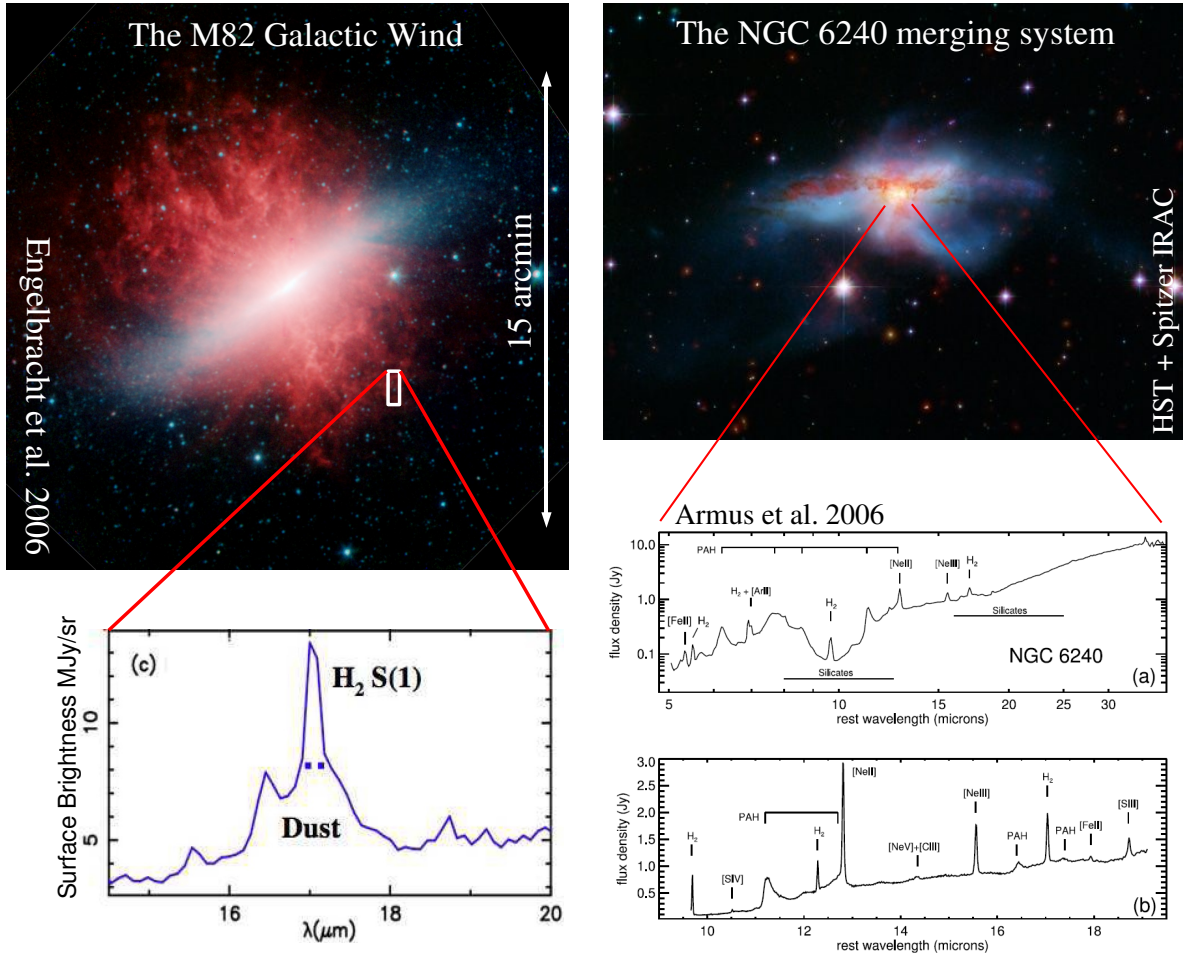 The M82 Galactic Wind
15 arcmin
Engelbracht et al. 2006
The NGC 6240 merging system
HST + Spitzer IRAC
(c)
H₂ S(1)
Dust
Surface Brightness MJy/sr
10
5
16
18
20
λ(μm)
Armus et al. 2006
PAH
[NeII]
[NeIII]
H₂
H₂ + [ArII]
[FeII]
H₂
H₂
Silicates
Silicates
NGC 6240
(a)
flux density (Jy)
10.0
1.0
0.1
5
10
15
20
25
30
rest wavelength (microns)
[NeII]
PAH
H₂
[SIV]
H₂
[NeV]+[ClII]
[NeIII]
PAH
H₂
PAH
[FeII]
[SIII]
(b)
flux density (Jy)
3.0
2.5
2.0
1.5
1.0
0.5
10
12
14
16
18
rest wavelength (microns)